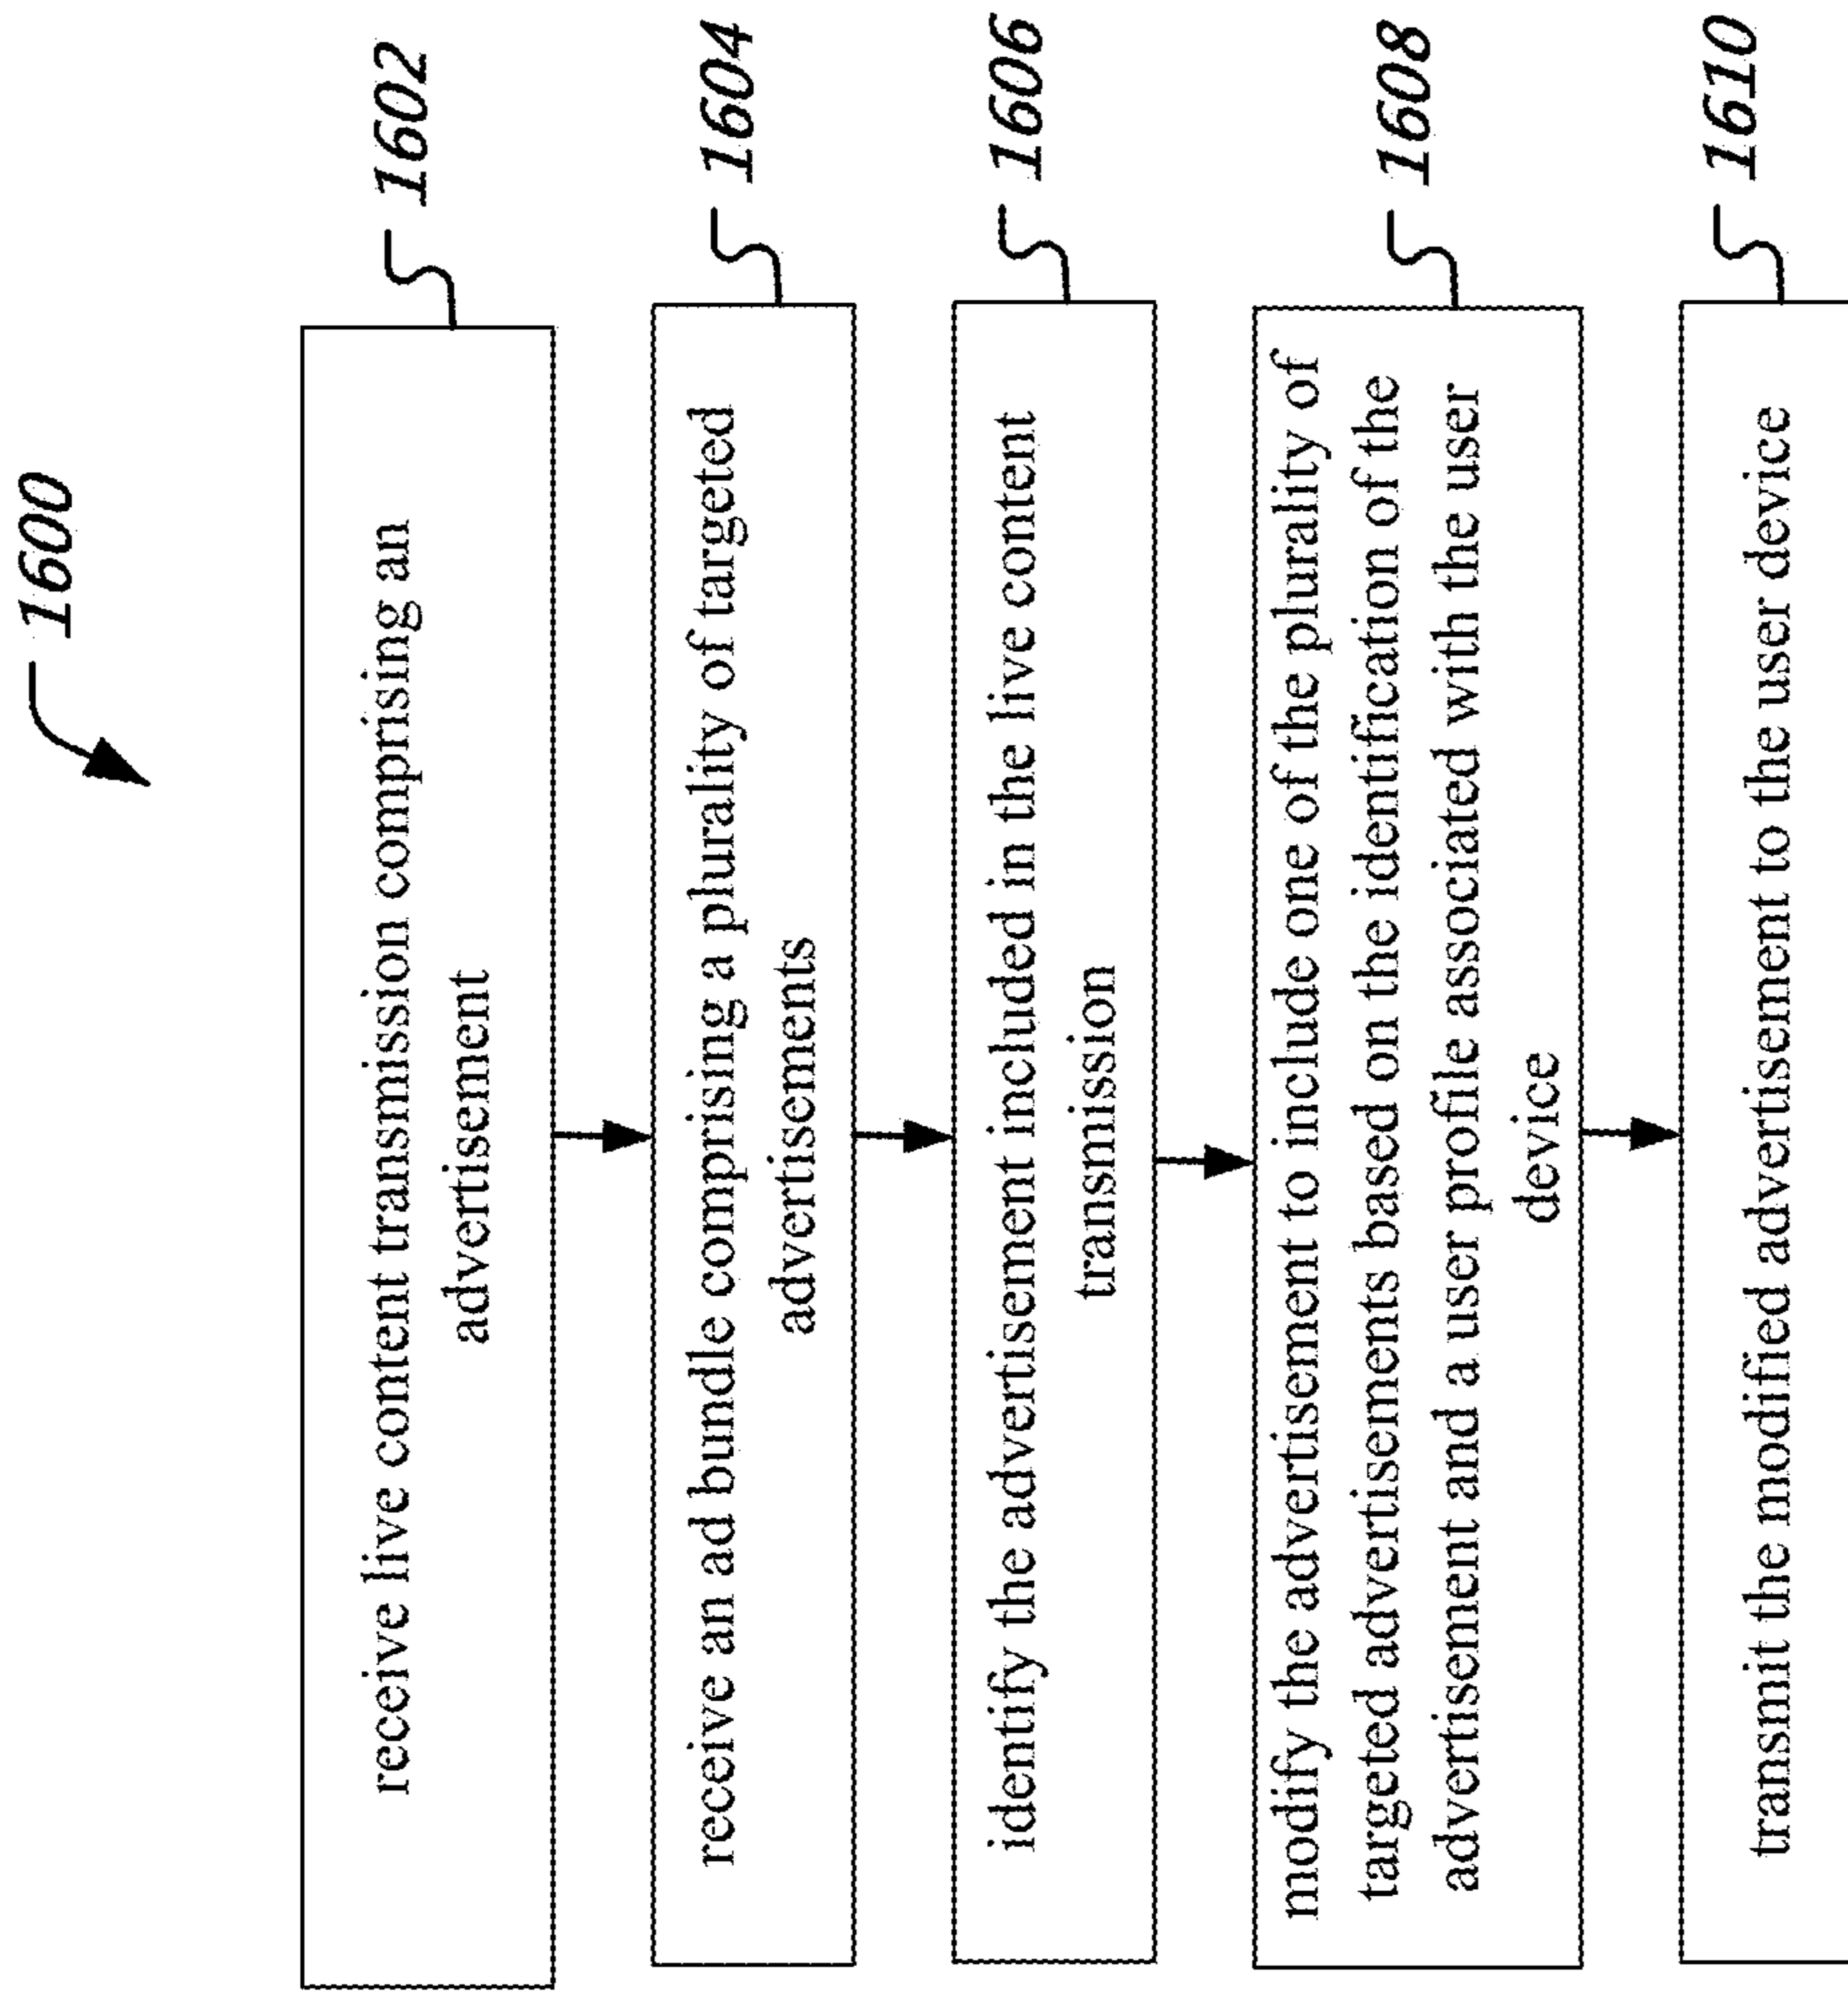 1600
receive live content transmission comprising an
advertisement
1602
receive an ad bundle comprising a plurality of targeted
advertisements
1604
identify the advertisement included in the live content
transmission
1606
modify the advertisement to include one of the plurality of
targeted advertisements based on the identification of the
advertisement and a user profile associated with the user
device
1608
transmit the modified advertisement to the user device
1610